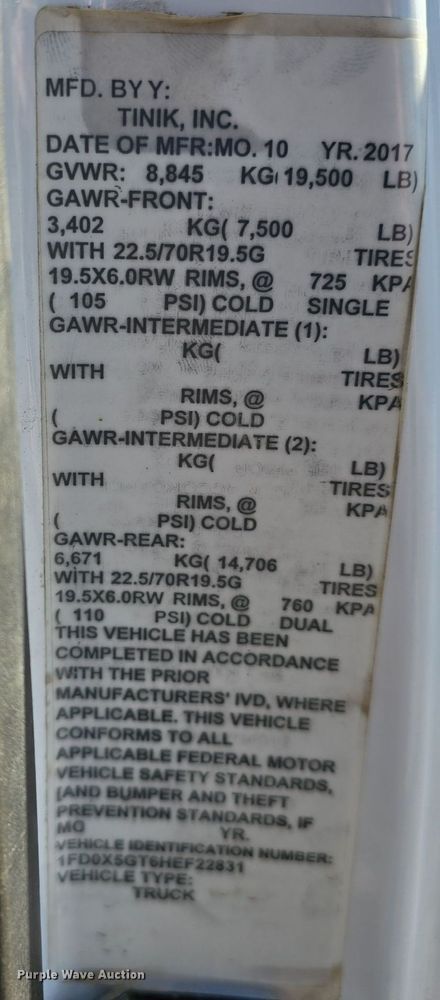 MFD. BY Y:
TINIK, INC.
DATE OF MFR:MO. 10 YR. 2017
GVWR: 8,845 KG( 19,500 LB)
GAWR-FRONT:
3,402 KG( 7,500 LB)
WITH 22.5/70R19.5G TIRES
19.5X6.0RW RIMS, @ 725 KPA
( 105 PSI) COLD SINGLE
GAWR-INTERMEDIATE (1):
KG( LB)
WITH TIRES
RIMS, @ KPA
( PSI) COLD
GAWR-INTERMEDIATE (2):
KG( LB)
WITH TIRES
RIMS, @ KPA
( PSI) COLD
GAWR-REAR:
6,671 KG( 14,706 LB)
WITH 22.5/70R19.5G TIRES
19.5X6.0RW RIMS, @ 760 KPA
( 110 PSI) COLD DUAL
THIS VEHICLE HAS BEEN
COMPLETED IN ACCORDANCE
WITH THE PRIOR
MANUFACTURERS' IVD, WHERE
APPLICABLE. THIS VEHICLE
CONFORMS TO ALL
APPLICABLE FEDERAL MOTOR
VEHICLE SAFETY STANDARDS,
[AND BUMPER AND THEFT
PREVENTION STANDARDS, IF
MO YR.
VEHICLE IDENTIFICATION NUMBER:
1FD0X5GT6HEF22831
VEHICLE TYPE:
TRUCK
Purple Wave Auction